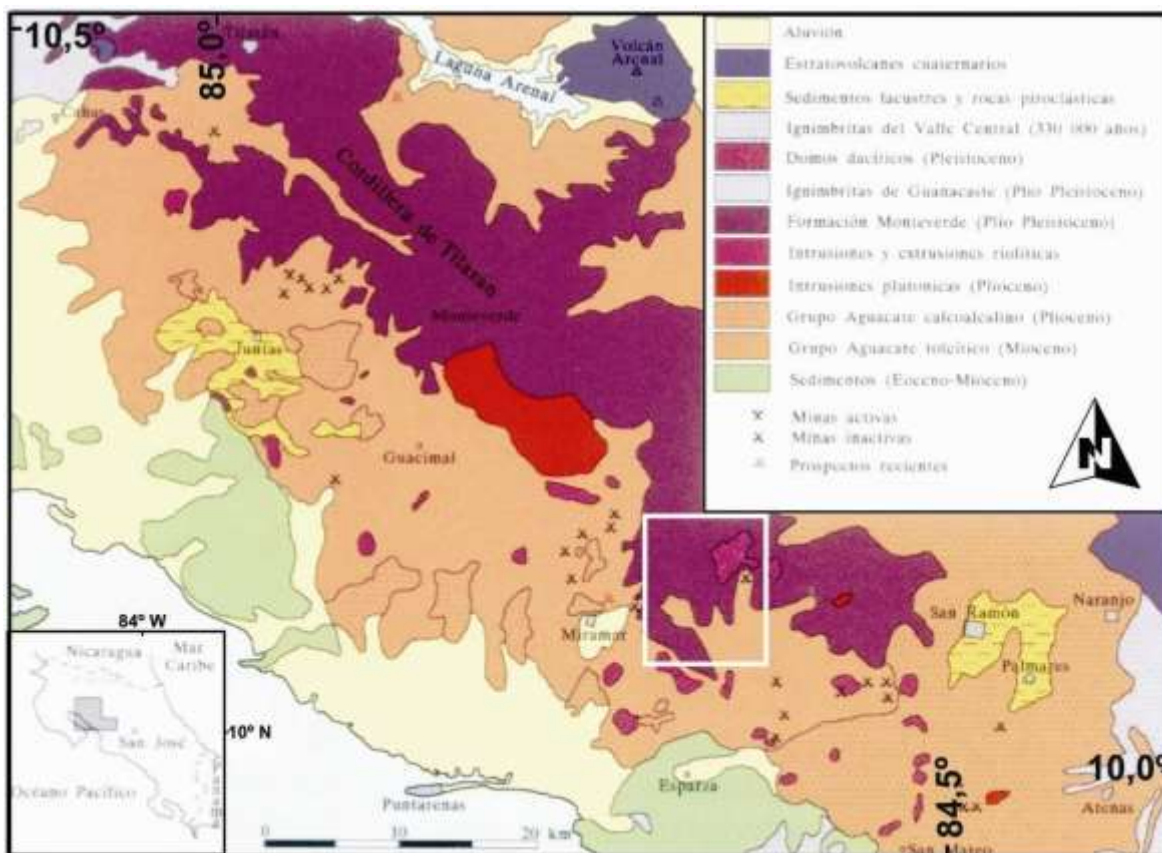 10,5º
85,0º
Tilarán
Volcán
Arenal
Laguna Arenal
Cañas
Cordillera de Tilarán
Monteverde
Juntas
Guacimal
Miramar
San Ramón
Naranjo
Palmares
Esparza
Puntarenas
Atenas
San Mateo
10,0º
84,5º
0 10 20 km
Aluvión
Estratovolcanes cuaternarios
Sedimentos lacustres y rocas piroclásticas
Ignimbritas del Valle Central (330 000 años)
Domos dacíticos (Pleistoceno)
Ignimbritas de Guanacaste (Plio Pleistoceno)
Formación Monteverde (Plio Pleistoceno)
Intrusiones y extrusiones riolíticas
Intrusiones plutonicas (Plioceno)
Grupo Aguacate calcoalcalino (Plioceno)
Grupo Aguacate toleítico (Mioceno)
Sedimentos (Eoceno-Mioceno)
Minas activas
Minas inactivas
Prospectos recientes
N
84º W
Nicaragua
Mar
Caribe
10º N
San José
Océano Pacífico